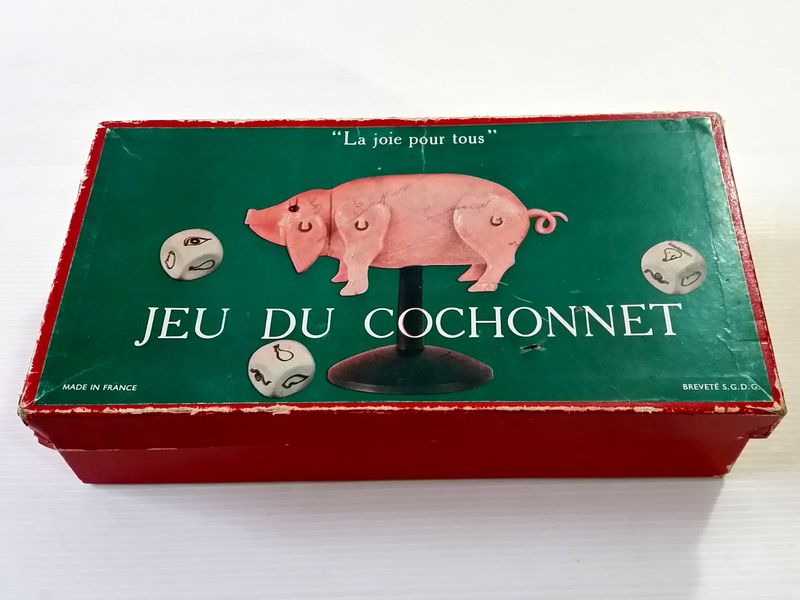 “La joie pour tous”
JEU DU COCHONNET
MADE IN FRANCE
BREVETÉ S.G.D.G.